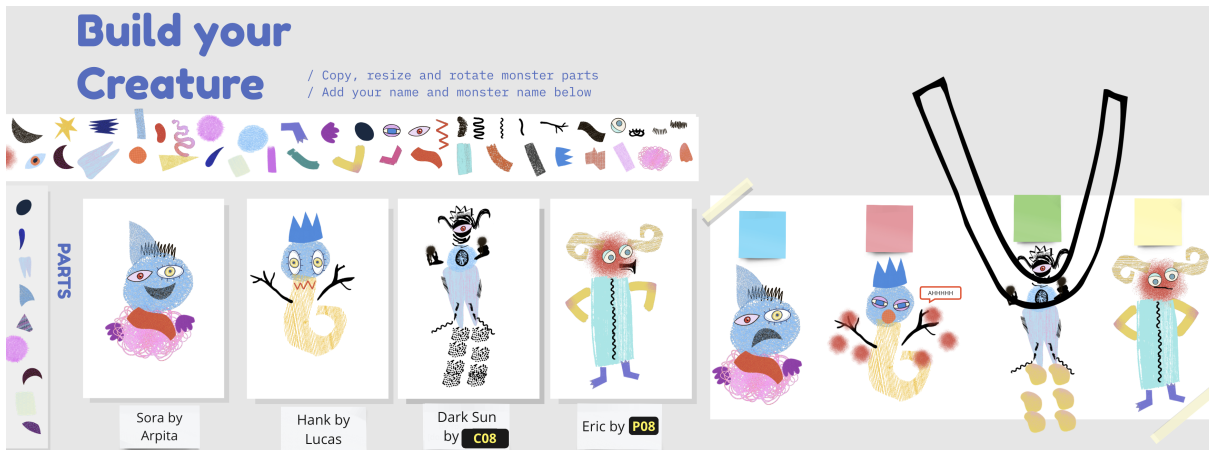 Build your
Creature
/ Copy, resize and rotate monster parts
/ Add your name and monster name below
PARTS
AHHHHH
Sora by
Arpita
Hank by
Lucas
Dark Sun
by C08
Eric by P08